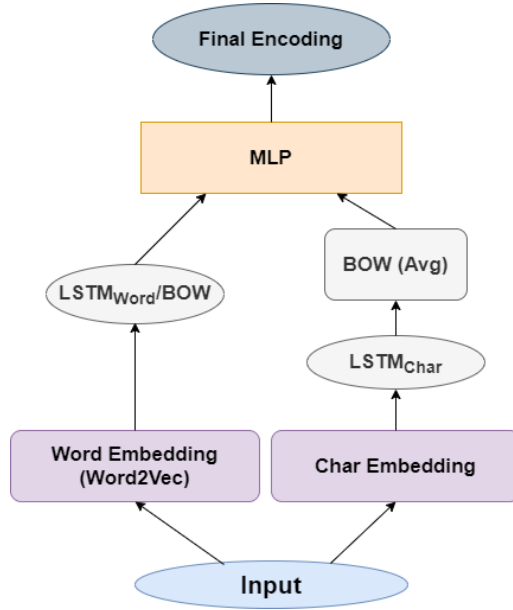 Final Encoding
MLP
LSTMWord/BOW
BOW (Avg)
LSTMChar
Word Embedding
(Word2Vec)
Char Embedding
Input